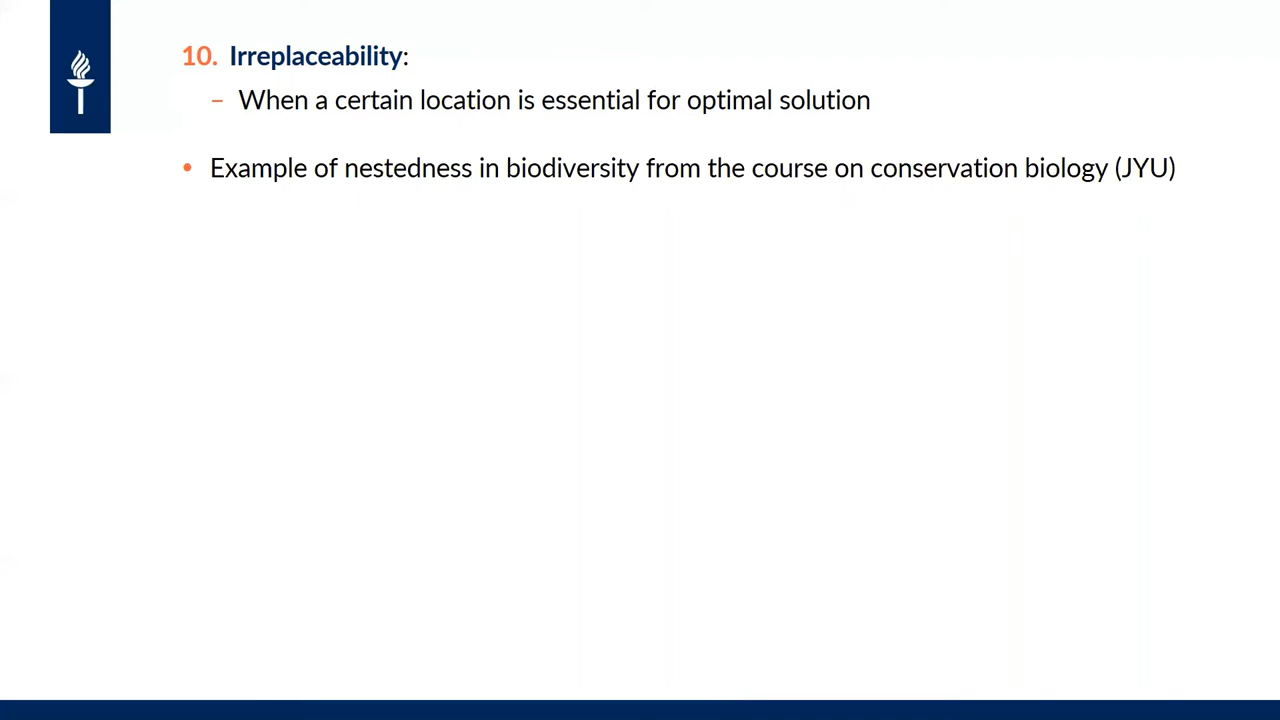 10. Irreplaceability:
– When a certain location is essential for optimal solution
• Example of nestedness in biodiversity from the course on conservation biology (JYU)